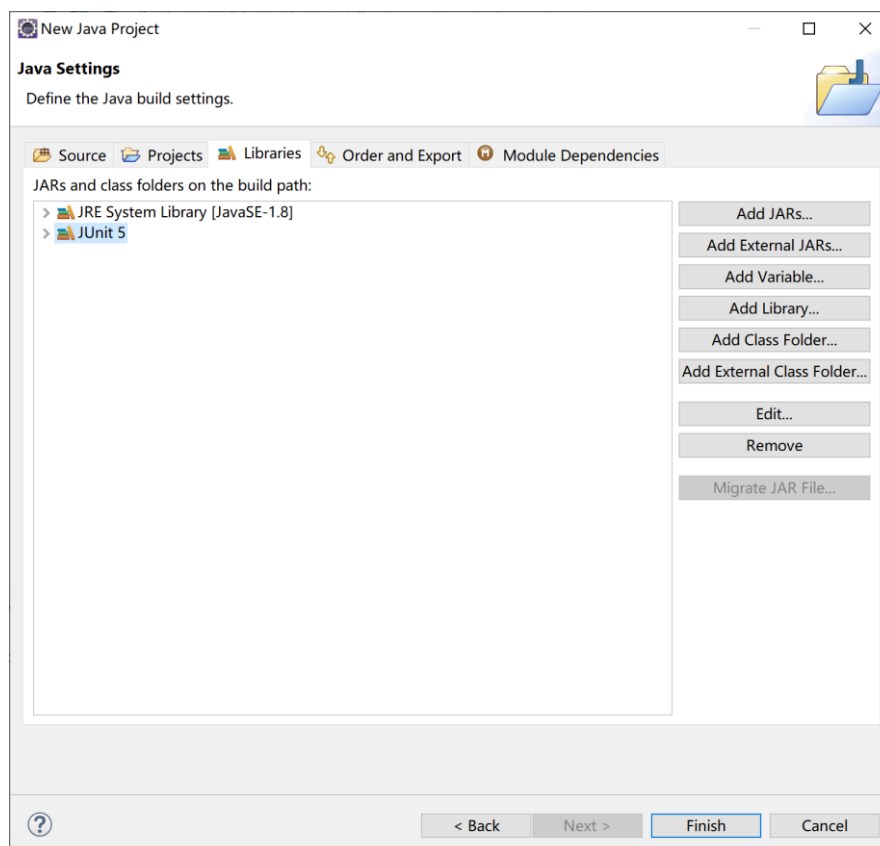 New Java Project
Java Settings
Define the Java build settings.
Source Projects Libraries Order and Export Module Dependencies
JARs and class folders on the build path:
JRE System Library [JavaSE-1.8]
JUnit 5
Add JARs...
Add External JARs...
Add Variable...
Add Library...
Add Class Folder...
Add External Class Folder...
Edit...
Remove
Migrate JAR File...
? < Back Next > Finish Cancel